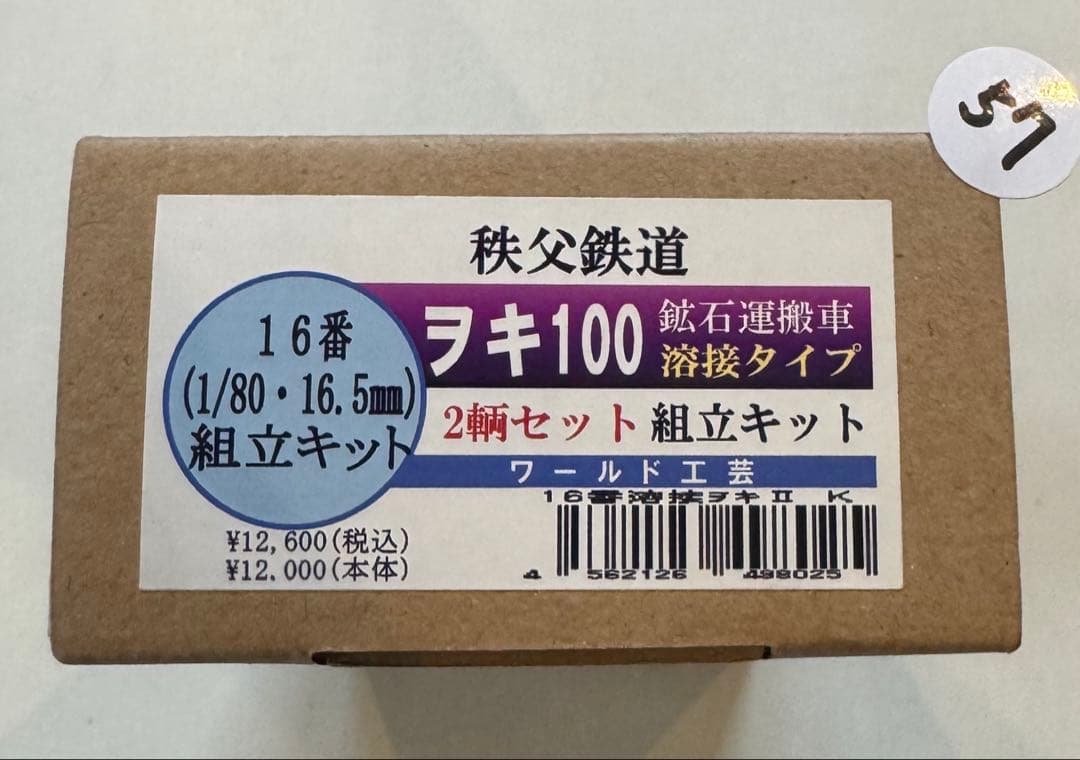 57
秩父鉄道
16番
(1/80・16.5㎜)
組立キット
ヲキ100
鉱石運搬車
溶接タイプ
2輌セット 組立キット
ワールド工芸
16番溶接ヲキⅡ K
¥12,600(税込)
¥12.000(本体)
4 562126 498025